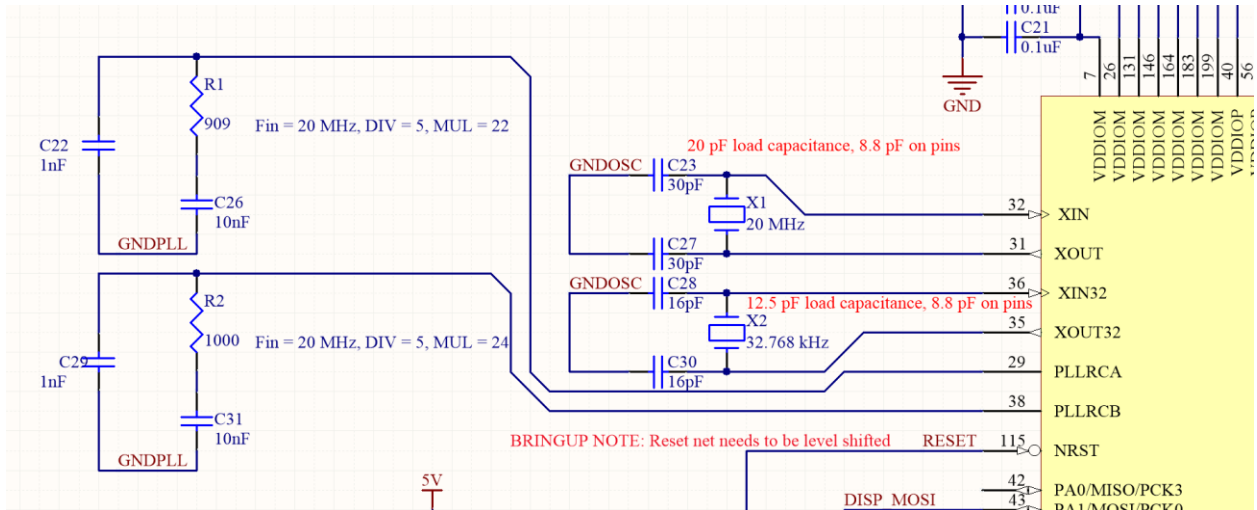 0.1uF
C21
0.1uF
GND
7
26
131
146
164
183
199
40
56
VDDIOM
VDDIOM
VDDIOM
VDDIOM
VDDIOM
VDDIOM
VDDIOM
VDDIOP
R1
909
C22
1nF
Fin = 20 MHz, DIV = 5, MUL = 22
C26
10nF
GNDPLL
20 pF load capacitance, 8.8 pF on pins
GNDOSC
C23
30pF
X1
20 MHz
32
XIN
C27
30pF
31
XOUT
GNDOSC
C28
16pF
36
XIN32
12.5 pF load capacitance, 8.8 pF on pins
X2
32.768 kHz
35
XOUT32
C30
16pF
29
PLLRCA
38
PLLRCB
R2
1000
C29
1nF
Fin = 20 MHz, DIV = 5, MUL = 24
C31
10nF
GNDPLL
BRINGUP NOTE: Reset net needs to be level shifted
RESET
115
NRST
5V
42
PA0/MISO/PCK3
DISP_MOSI
43
PA1/MOSI/PCK0